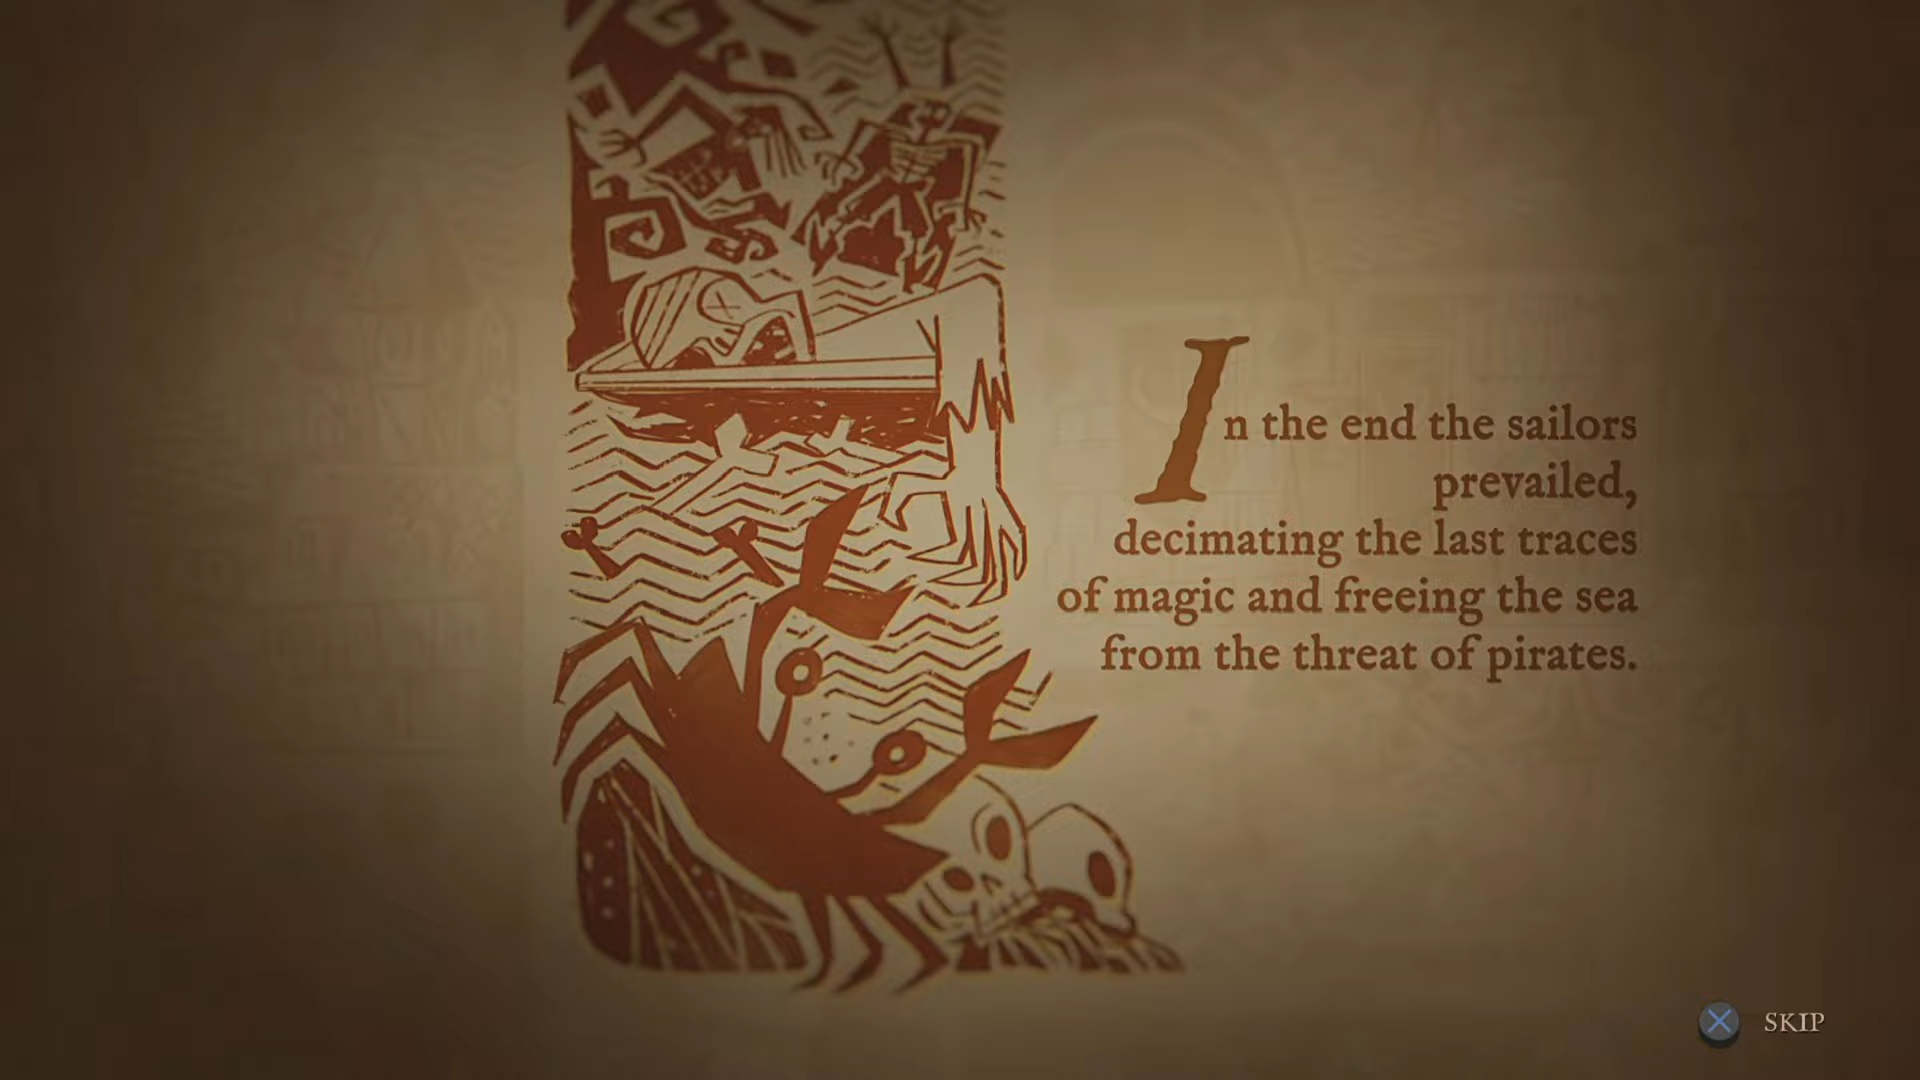 In the end the sailors
prevailed,
decimating the last traces
of magic and freeing the sea
from the threat of pirates.
SKIP